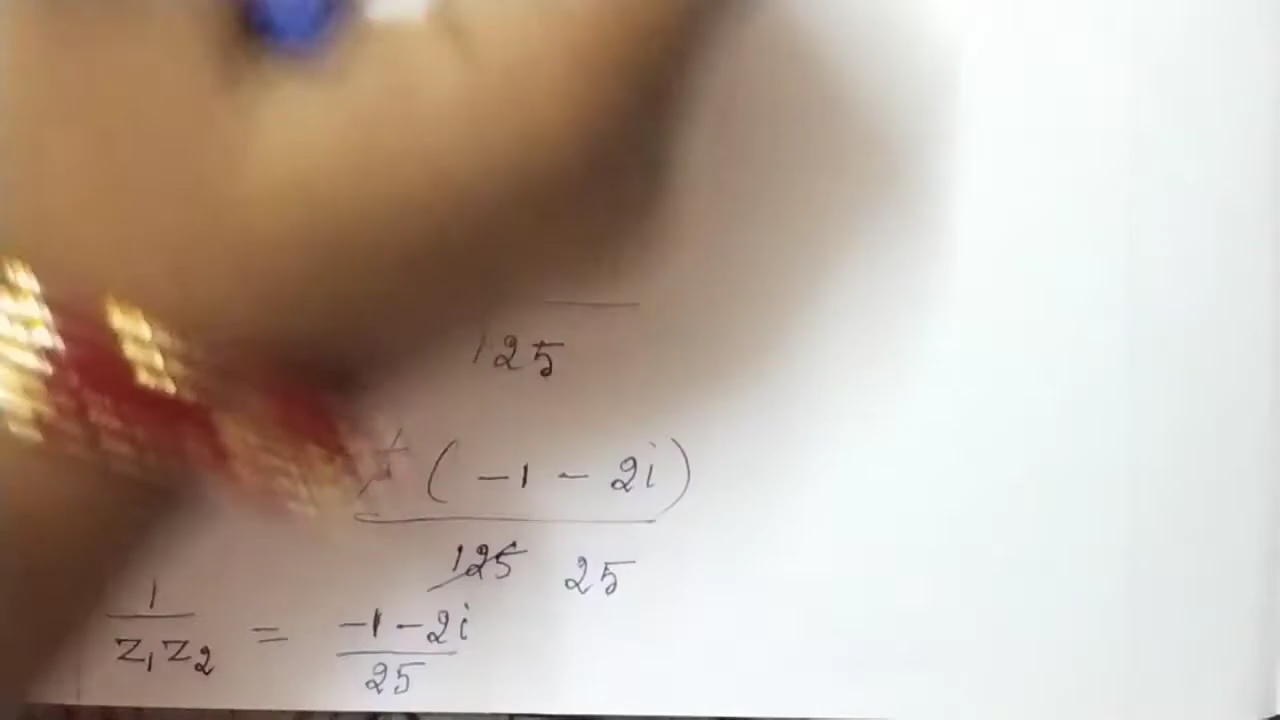 125
( -1 - 2i )
125 25
1
z₁z₂ = -1-2i
25